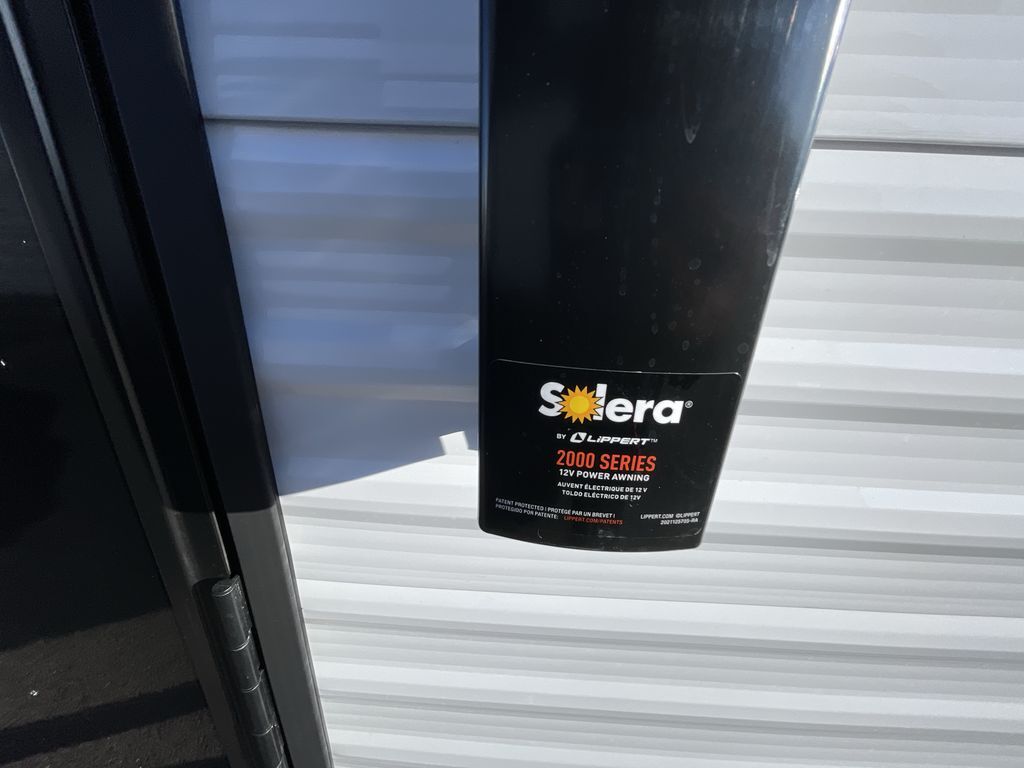 Solera®
BY LiPPERT™
2000 SERIES
12V POWER AWNING
AUVENT ÉLECTRIQUE DE 12 V
TOLDO ELÉCTRICO DE 12V
PATENT PROTECTED | PROTÉGÉ PAR UN BREVET |
PROTEGIDO POR PATENTE: LIPPERT.COM/PATENTS
LIPPERT.COM @LIPPERT